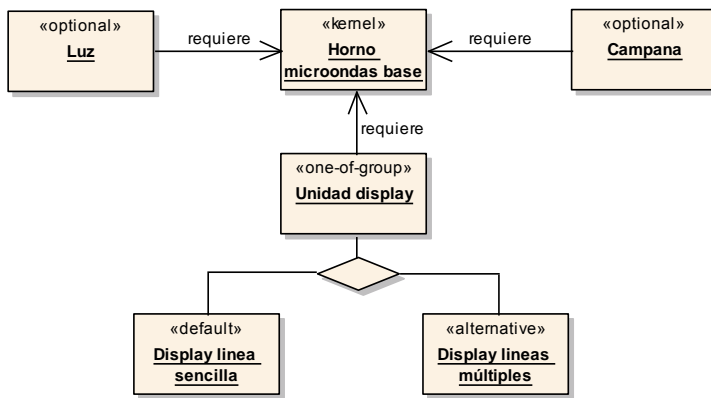 «optional»
Luz
requiere
«kernel»
Horno
microondas base
requiere
«optional»
Campana
requiere
«one-of-group»
Unidad display
«default»
Display linea
sencilla
«alternative»
Display lineas
múltiples